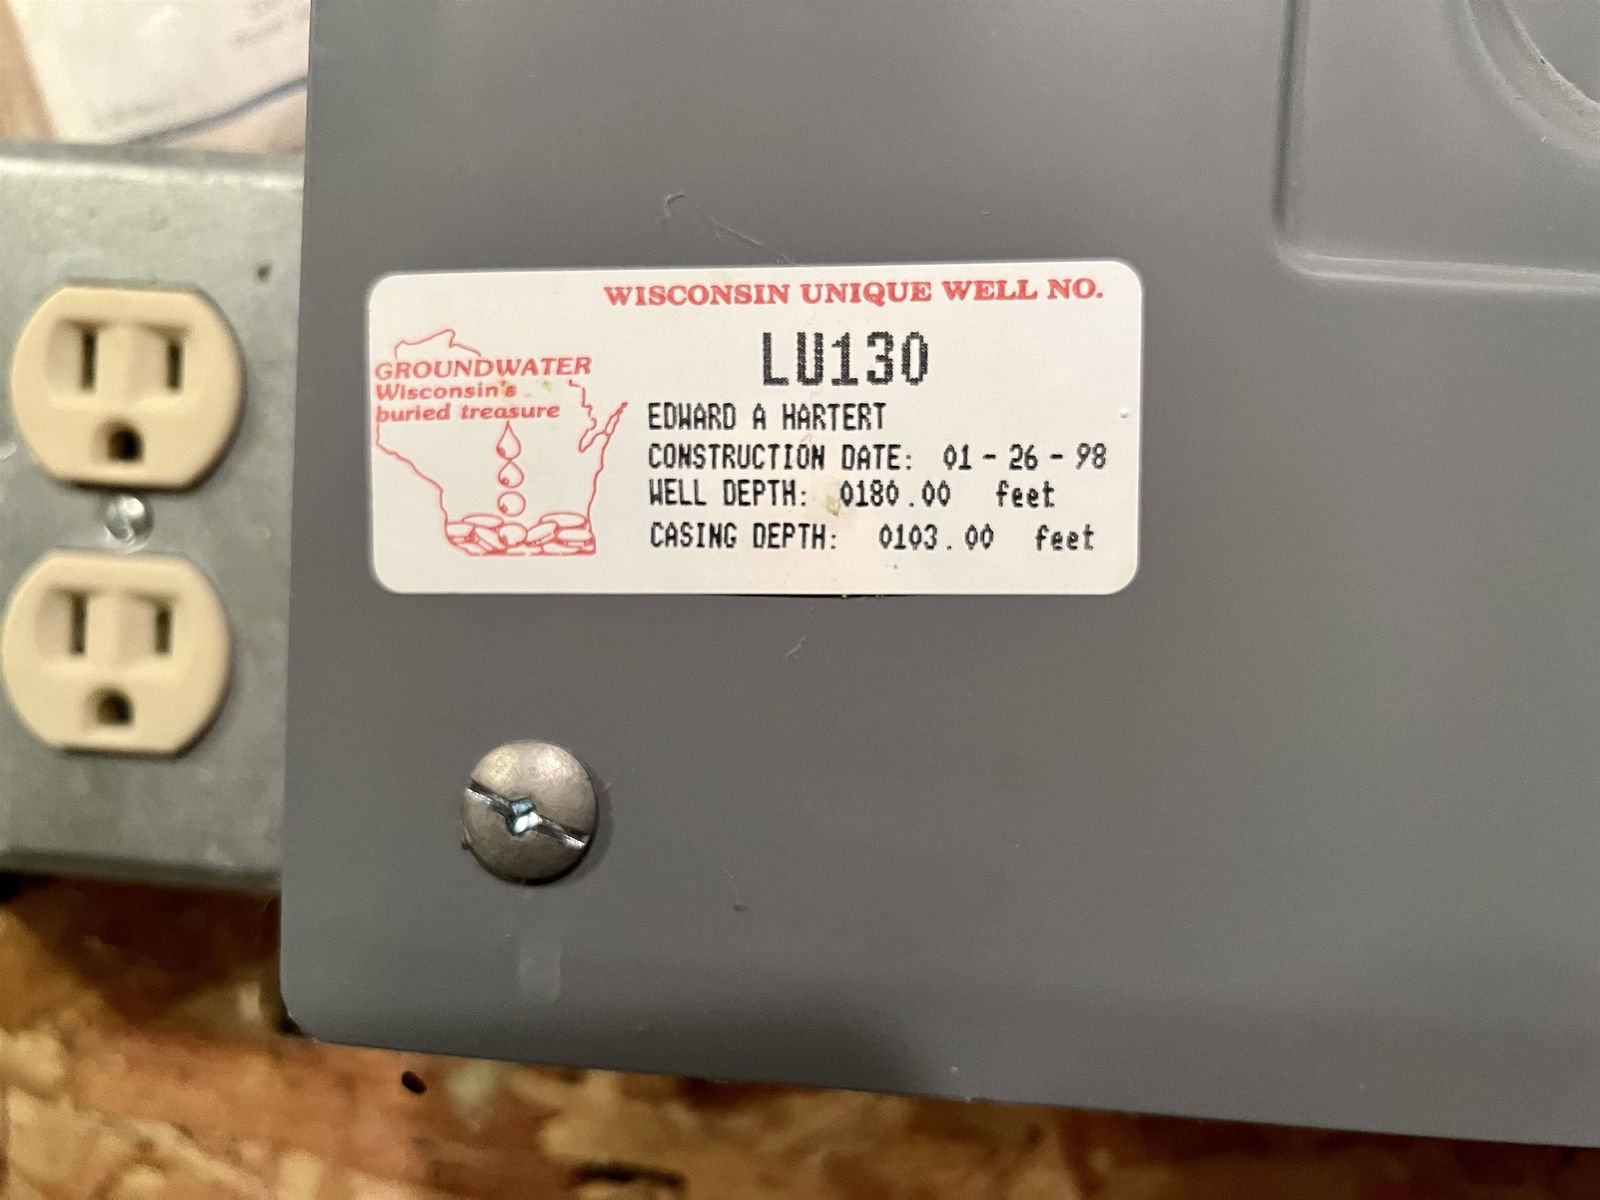 WISCONSIN UNIQUE WELL NO.
LU130
GROUNDWATER
Wisconsin's
buried treasure
EDWARD A HARTERT
CONSTRUCTION DATE: 01 - 26 - 98
WELL DEPTH: 0180.00 feet
CASING DEPTH: 0103.00 feet